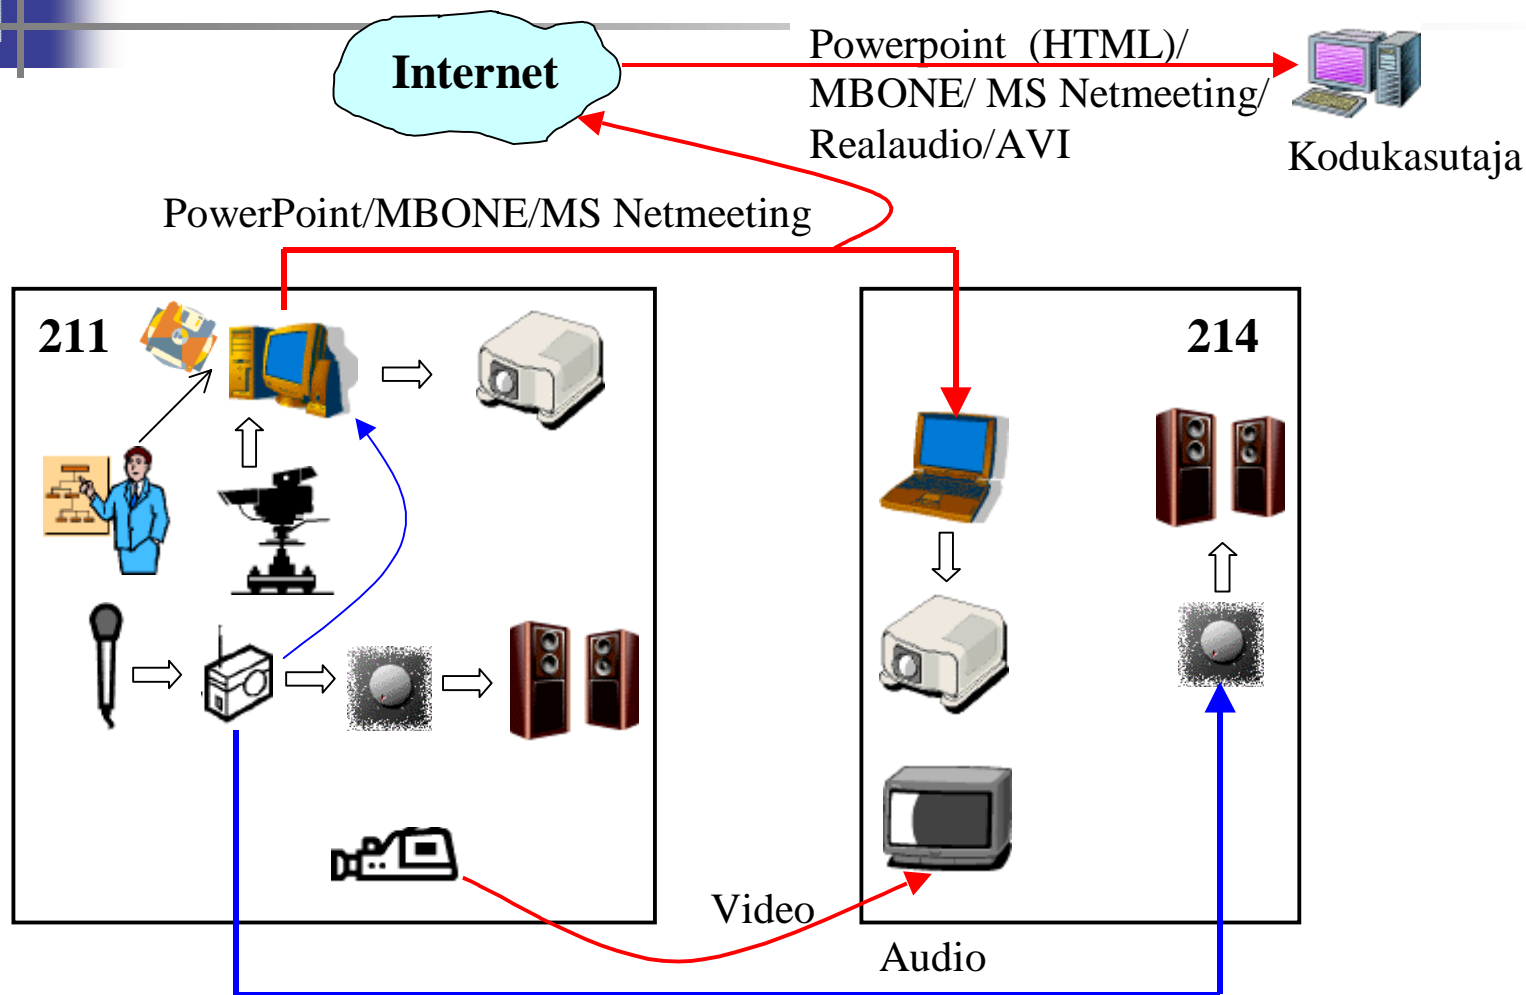 Internet
Powerpoint (HTML)/
MBONE/ MS Netmeeting/
Realaudio/AVI
Kodukasutaja
PowerPoint/MBONE/MS Netmeeting
211
214
Video
Audio